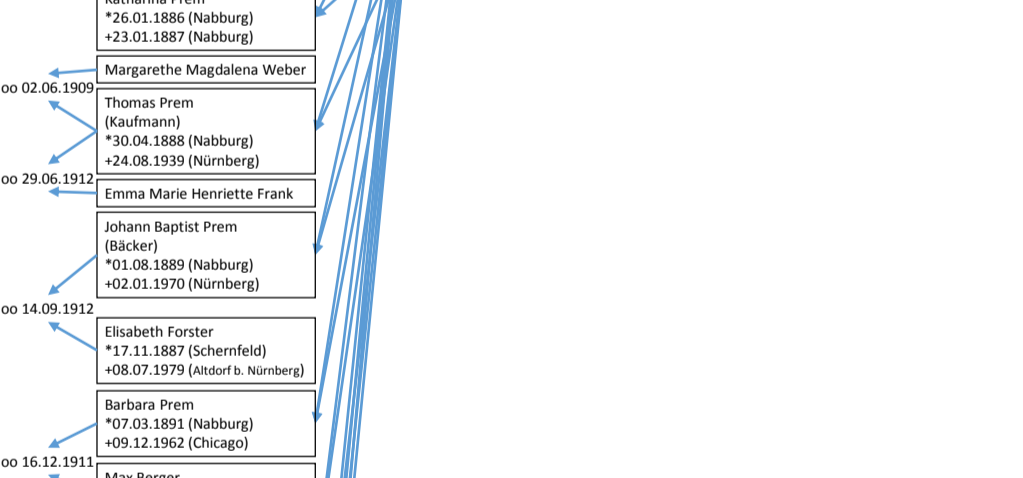 Katharina Prem
*26.01.1886 (Nabburg)
+23.01.1887 (Nabburg)
Margarethe Magdalena Weber
oo 02.06.1909
Thomas Prem
(Kaufmann)
*30.04.1888 (Nabburg)
+24.08.1939 (Nürnberg)
oo 29.06.1912
Emma Marie Henriette Frank
Johann Baptist Prem
(Bäcker)
*01.08.1889 (Nabburg)
+02.01.1970 (Nürnberg)
oo 14.09.1912
Elisabeth Forster
*17.11.1887 (Schernfeld)
+08.07.1979 (Altdorf b. Nürnberg)
Barbara Prem
*07.03.1891 (Nabburg)
+09.12.1962 (Chicago)
oo 16.12.1911
Max Berger